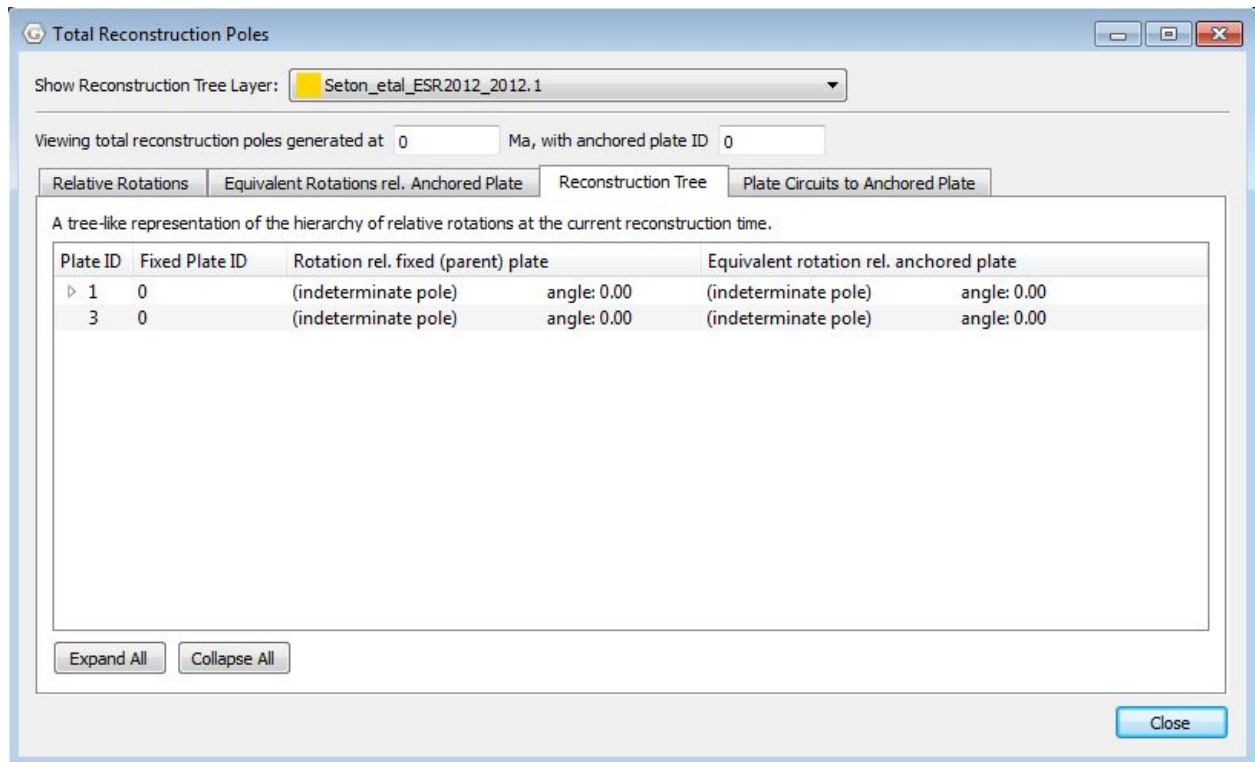 Total Reconstruction Poles
Show Reconstruction Tree Layer: Seton_etal_ESR2012_2012.1
Viewing total reconstruction poles generated at 0 Ma, with anchored plate ID 0
Relative Rotations Equivalent Rotations rel. Anchored Plate Reconstruction Tree Plate Circuits to Anchored Plate
A tree-like representation of the hierarchy of relative rotations at the current reconstruction time.
Plate ID Fixed Plate ID Rotation rel. fixed (parent) plate Equivalent rotation rel. anchored plate
1 0 (indeterminate pole) angle: 0.00 (indeterminate pole) angle: 0.00
3 0 (indeterminate pole) angle: 0.00 (indeterminate pole) angle: 0.00
Expand All Collapse All
Close